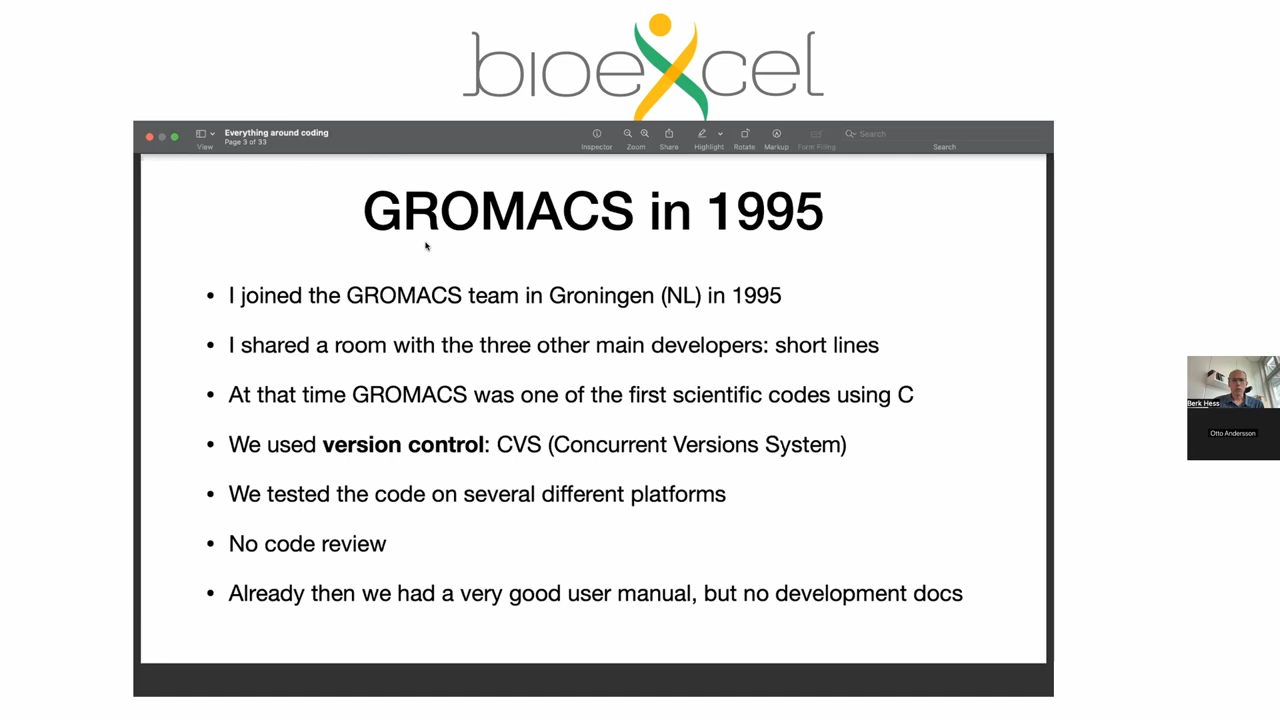 bioexcel
Everything around coding
Page 3 of 33
View
Inspector
Zoom
Share
Highlight
Rotate
Markup
Form Filling
Search
Search
GROMACS in 1995
• I joined the GROMACS team in Groningen (NL) in 1995
• I shared a room with the three other main developers: short lines
• At that time GROMACS was one of the first scientific codes using C
• We used version control: CVS (Concurrent Versions System)
• We tested the code on several different platforms
• No code review
• Already then we had a very good user manual, but no development docs
Berk Hess
Otto Andersson